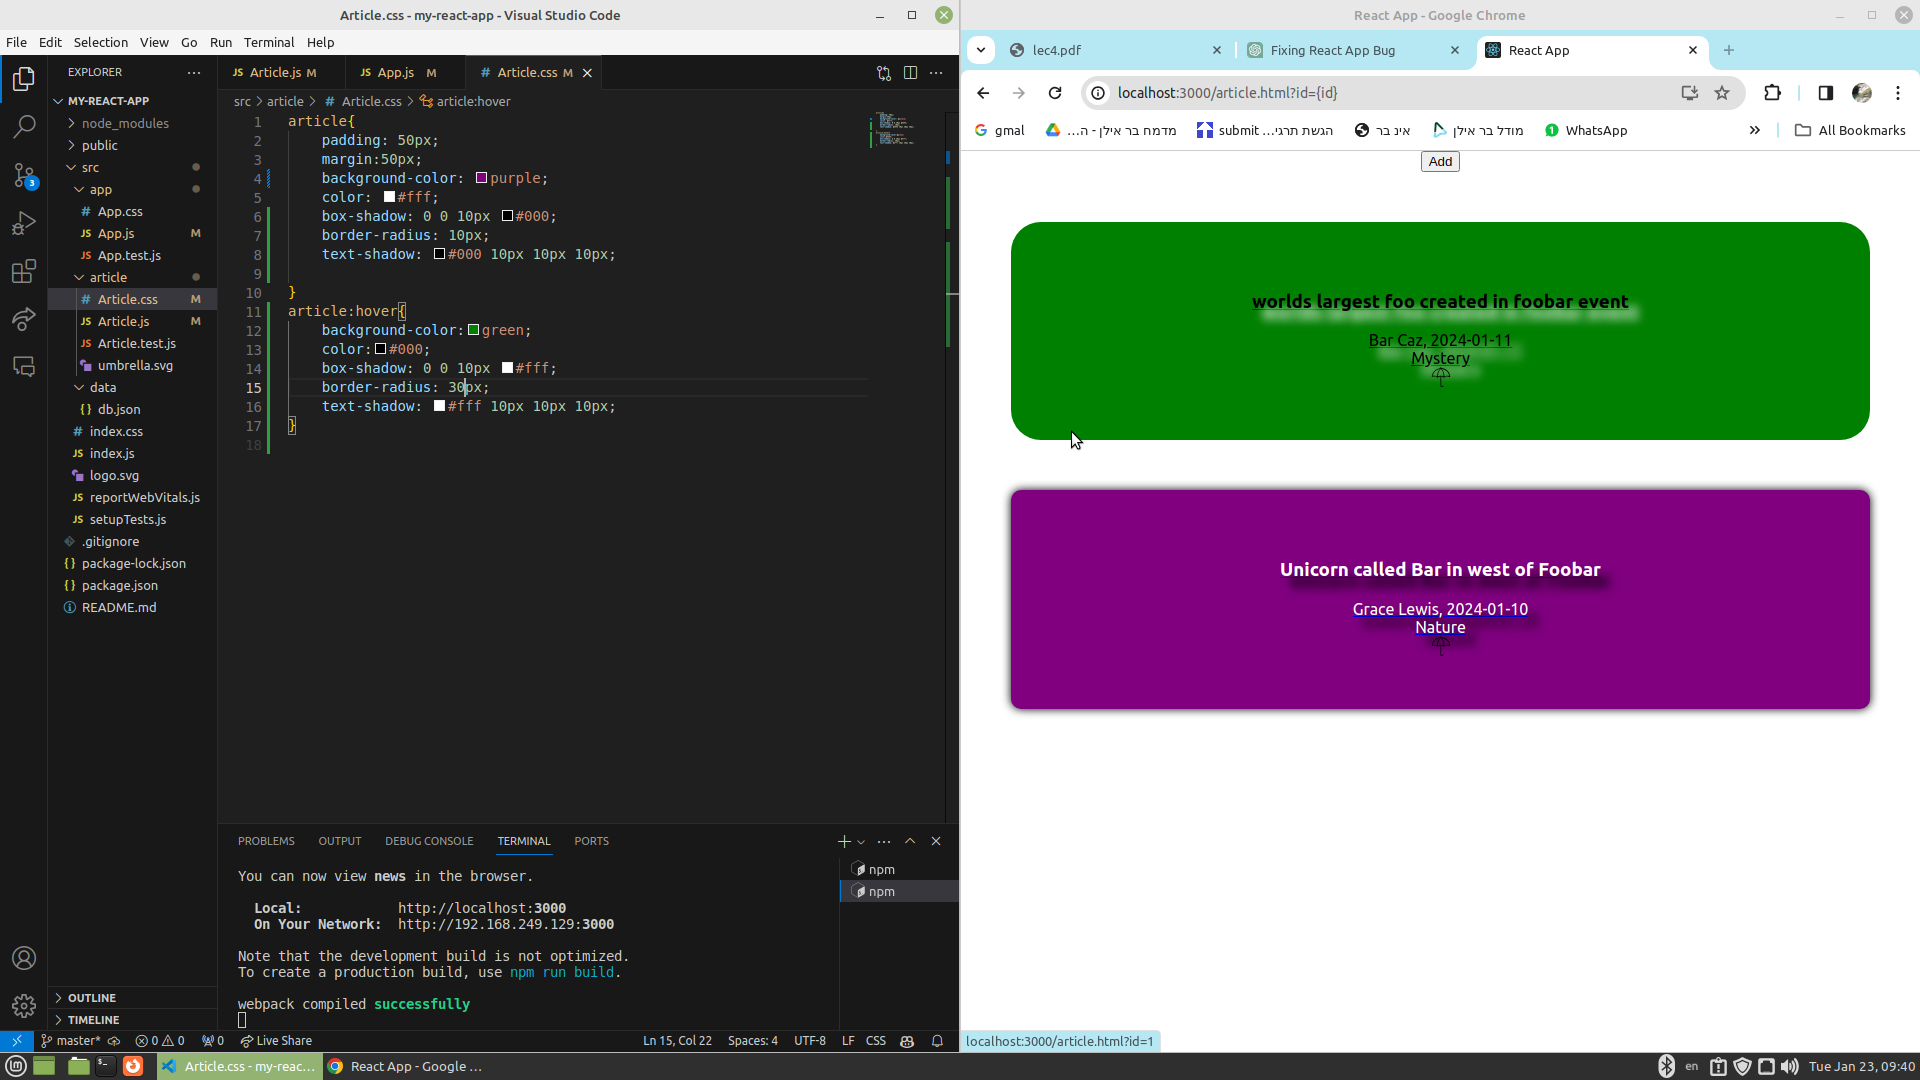 Article.css - my-react-app - Visual Studio Code
File Edit Selection View Go Run Terminal Help
EXPLORER
MY-REACT-APP
node_modules
public
src
app
App.css
App.js M
App.test.js
article
Article.css M
Article.js M
Article.test.js
umbrella.svg
data
db.json
index.css
index.js
logo.svg
reportWebVitals.js
setupTests.js
.gitignore
package-lock.json
package.json
README.md
OUTLINE
TIMELINE
3
JS Article.js M JS App.js M # Article.css M
src > article > # Article.css > article:hover
1 article{
2 padding: 50px;
3 margin:50px;
4 background-color: purple;
5 color: #fff;
6 box-shadow: 0 0 10px #000;
7 border-radius: 10px;
8 text-shadow: #000 10px 10px 10px;
9
10 }
11 article:hover{
12 background-color: green;
13 color: #000;
14 box-shadow: 0 0 10px #fff;
15 border-radius: 30px;
16 text-shadow: #fff 10px 10px 10px;
17 }
18
PROBLEMS OUTPUT DEBUG CONSOLE TERMINAL PORTS
You can now view news in the browser.
Local: http://localhost:3000
On Your Network: http://192.168.249.129:3000
Note that the development build is not optimized.
To create a production build, use npm run build.
webpack compiled successfully
npm
npm
master* 0 0 0 Live Share Ln 15, Col 22 Spaces: 4 UTF-8 LF CSS
React App - Google Chrome
lec4.pdf Fixing React App Bug React App
localhost:3000/article.html?id={id}
gmal מדמח בר אילן - ה... submit הגשת תרגי... אינ בר מודל בר אילן WhatsApp All Bookmarks
Add
worlds largest foo created in foobar event
Bar Caz, 2024-01-11
Mystery
Unicorn called Bar in west of Foobar
Grace Lewis, 2024-01-10
Nature
localhost:3000/article.html?id=1
Article.css - my-reac... React App - Google ... en Tue Jan 23, 09:40